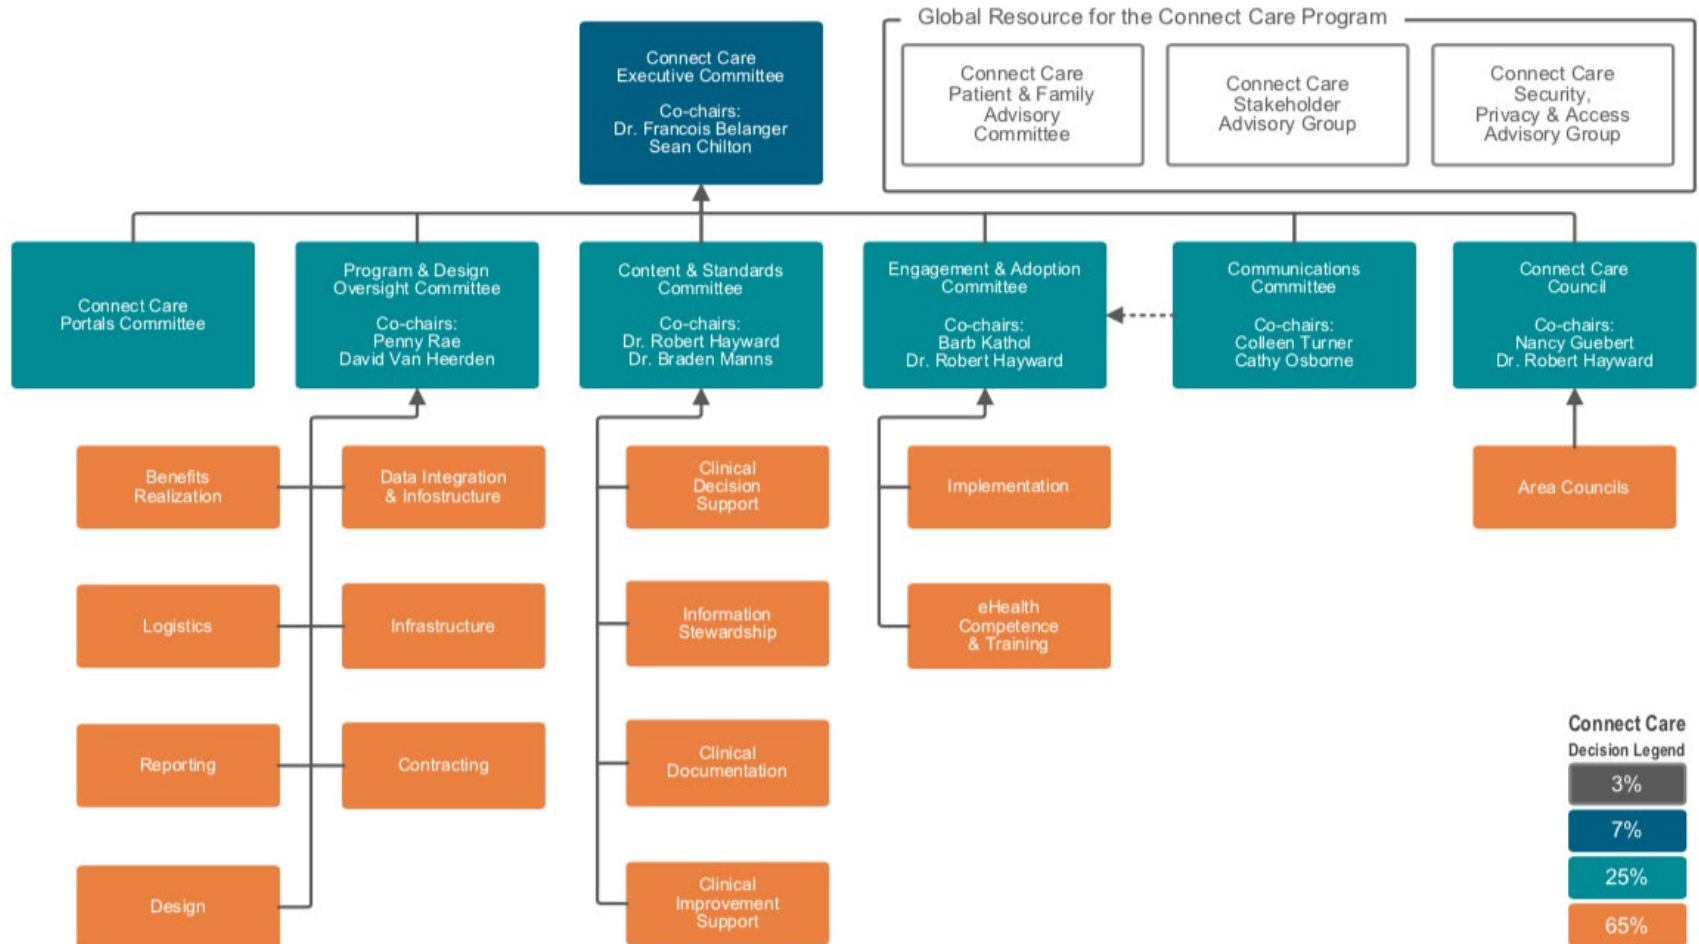 Global Resource for the Connect Care Program
Connect Care
Executive Committee
Co-chairs:
Dr. Francois Belanger
Sean Chilton
Connect Care
Patient & Family
Advisory
Committee
Connect Care
Stakeholder
Advisory Group
Connect Care
Security,
Privacy & Access
Advisory Group
Connect Care
Portals Committee
Program & Design
Oversight Committee
Co-chairs:
Penny Rae
David Van Heerden
Content & Standards
Committee
Co-chairs:
Dr. Robert Hayward
Dr. Braden Manns
Engagement & Adoption
Committee
Co-chairs:
Barb Kathol
Dr. Robert Hayward
Communications
Committee
Co-chairs:
Colleen Turner
Cathy Osborne
Connect Care
Council
Co-chairs:
Nancy Guebert
Dr. Robert Hayward
Benefits
Realization
Data Integration
& Infostructure
Logistics
Infrastructure
Reporting
Contracting
Design
Clinical
Decision
Support
Information
Stewardship
Clinical
Documentation
Clinical
Improvement
Support
Implementation
eHealth
Competence
& Training
Area Councils
Connect Care
Decision Legend
3%
7%
25%
65%